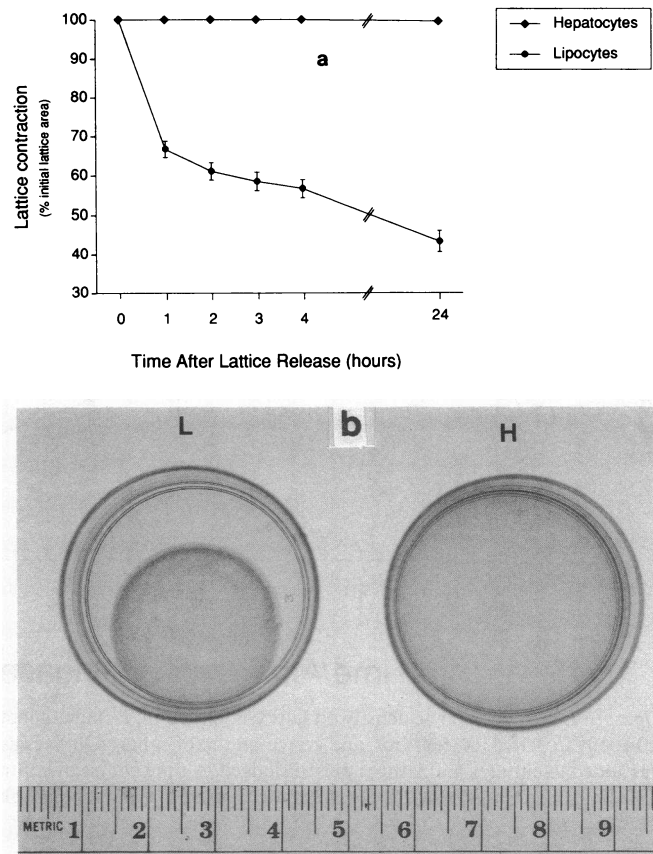 Hepatocytes
Lipocytes
a
100
90
80
70
60
50
40
30
Lattice contraction
(% initial lattice area)
0 1 2 3 4 24
Time After Lattice Release (hours)
L b H
METRIC 1 2 3 4 5 6 7 8 9